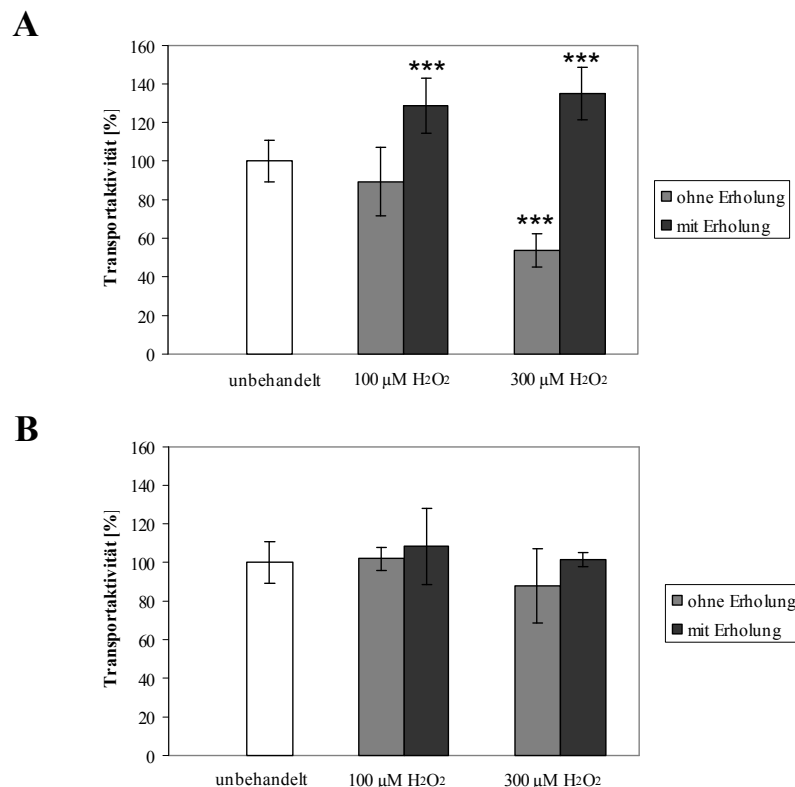 A
160
140
120
100
80
60
40
20
0
Transportaktivität [%]
***
***
***
unbehandelt
100 µM H2O2
300 µM H2O2
ohne Erholung
mit Erholung
B
160
140
120
100
80
60
40
20
0
Transportaktivität [%]
unbehandelt
100 µM H2O2
300 µM H2O2
ohne Erholung
mit Erholung